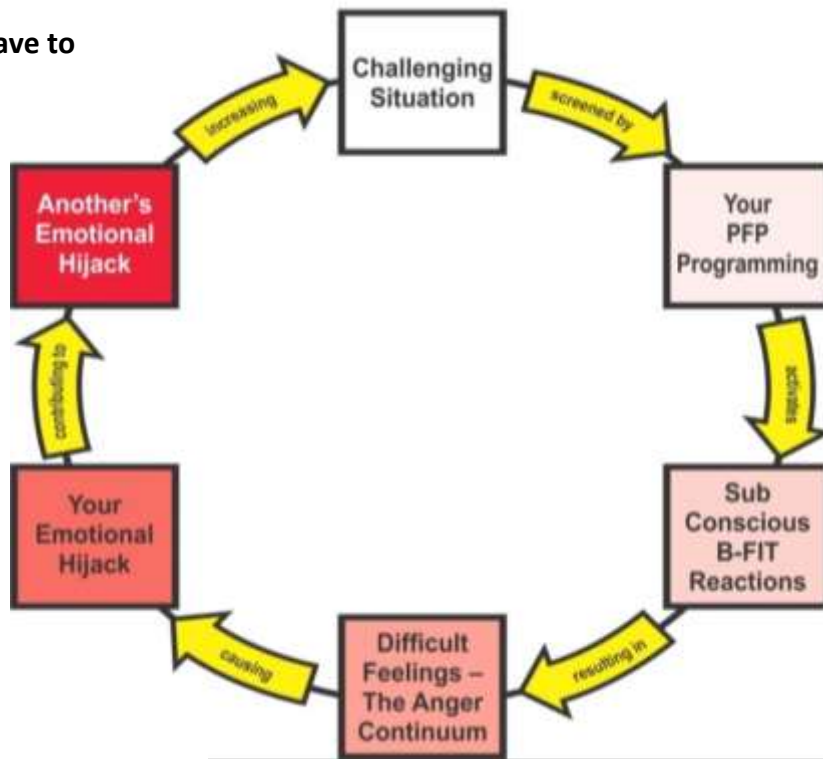 ave to
Challenging
Situation
screened by
Your
PFP
Programming
activates
Sub
Conscious
B-FIT
Reactions
resulting in
Difficult
Feelings –
The Anger
Continuum
causing
Your
Emotional
Hijack
contributing to
Another's
Emotional
Hijack
increasing